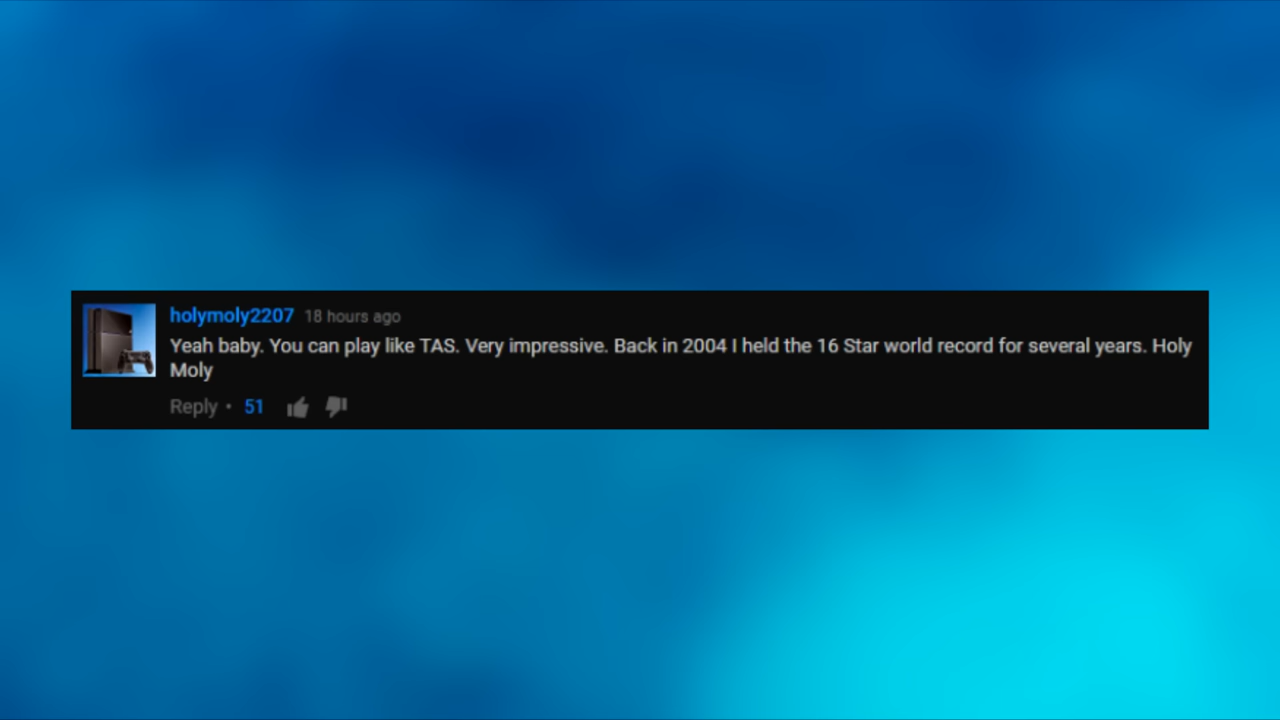 holymoly2207 18 hours ago
Yeah baby. You can play like TAS. Very impressive. Back in 2004 I held the 16 Star world record for several years. Holy
Moly
Reply • 51